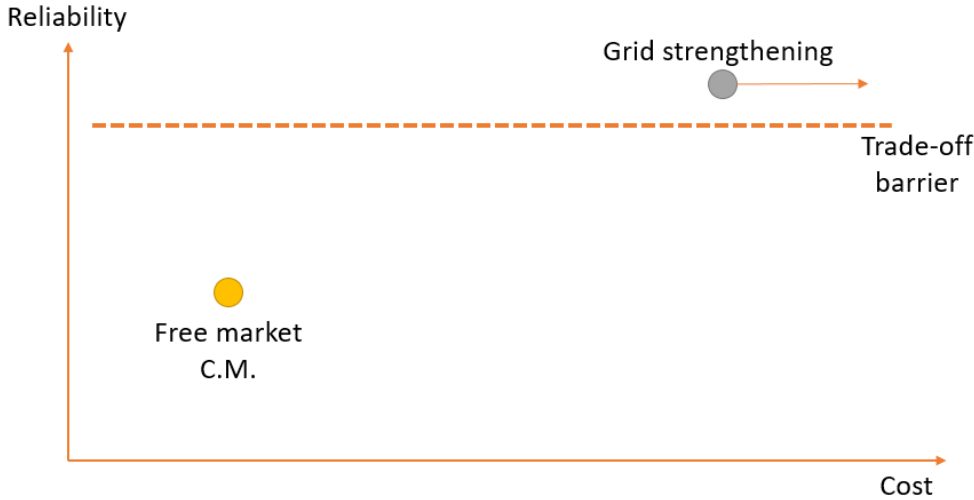 Reliability
Grid strengthening
Trade-off
barrier
Free market
C.M.
Cost